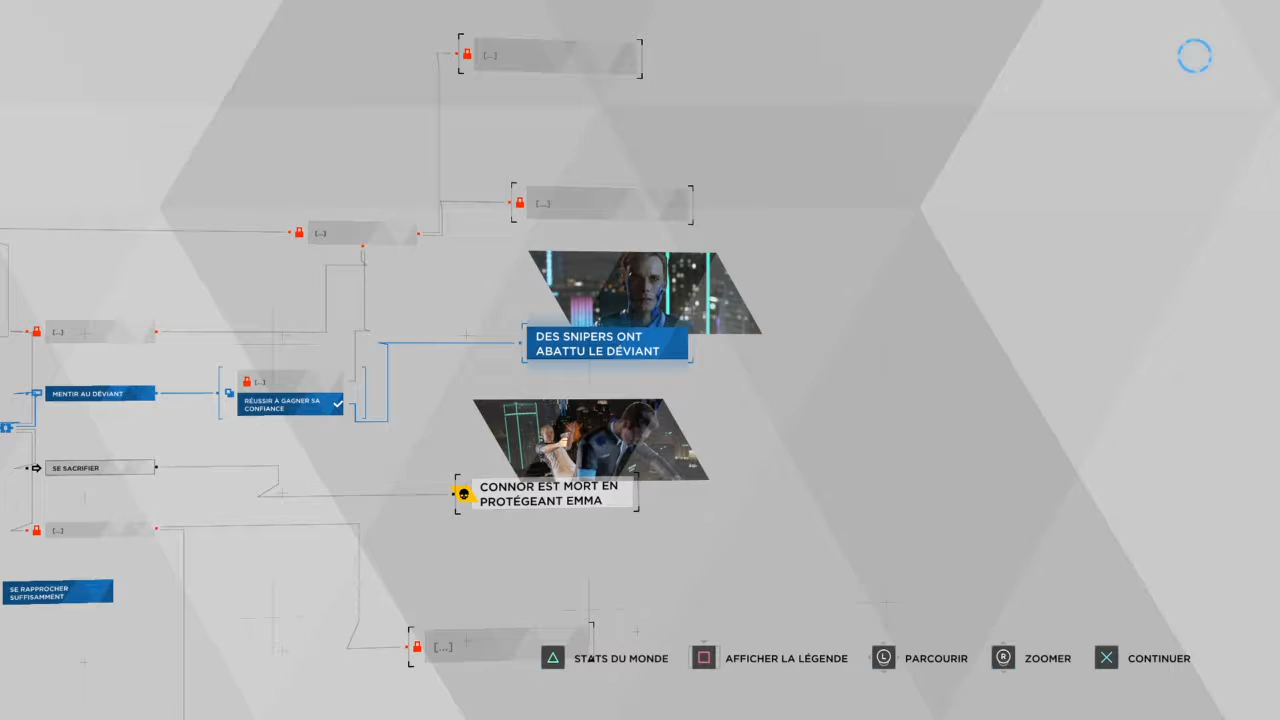 [...]
[...]
[...]
DES SNIPERS ONT
ABATTU LE DÉVIANT
[...]
MENTIR AU DÉVIANT
[...]
RÉUSSIR À GAGNER SA
CONFIANCE
SE SACRIFIER
CONNOR EST MORT EN
PROTÉGEANT EMMA
[...]
SE RAPPROCHER
SUFFISAMMENT
[...]
STATS DU MONDE
AFFICHER LA LÉGENDE
L
PARCOURIR
R
ZOOMER
CONTINUER